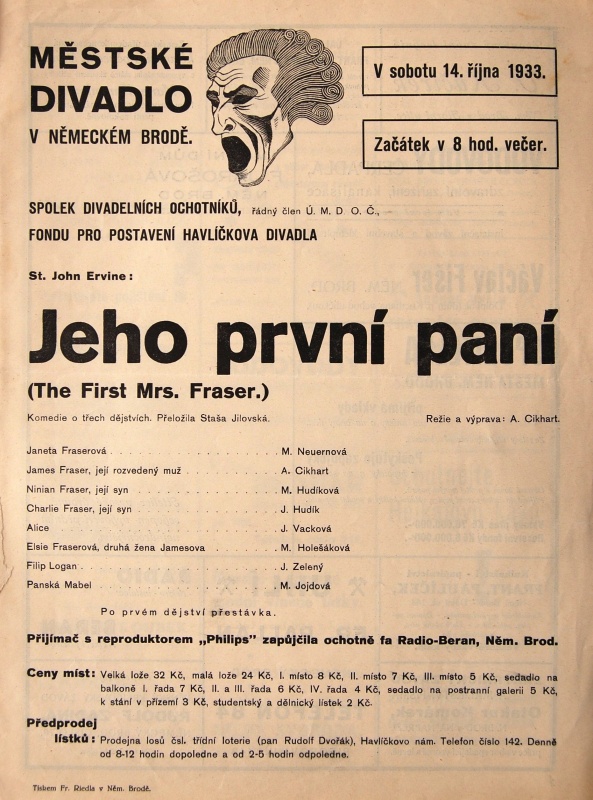 MĚSTSKÉ
DIVADLO
V NĚMECKÉM BRODĚ.
V sobotu 14. října 1933.
Začátek v 8 hod. večer.
SPOLEK DIVADELNÍCH OCHOTNÍKŮ, řádný člen Ú. M. D O. Č.,
FONDU PRO POSTAVENÍ HAVLÍČKOVA DIVADLA
St. John Ervine:
Jeho první paní
(The First Mrs. Fraser.)
Komedie o třech dějstvích. Přeložila Staša Jílovská. Režie a výprava: A. Cikhart.
Janeta Fraserová . . . . . . . . . . . . . . . . M. Neuernová
James Fraser, její rozvedený muž . . . . . . . . . A. Cikhart
Ninian Fraser, její syn . . . . . . . . . . . . . . M. Hudíková
Charlie Fraser, její syn . . . . . . . . . . . . . . J. Hudík
Alice . . . . . . . . . . . . . . . . . . . . . J. Vacková
Elsie Fraserová, druhá žena Jamesova . . . . . . . M. Holešáková
Filip Logan . . . . . . . . . . . . . . . . . . . J. Zelený
Panská Mabel . . . . . . . . . . . . . . . . . . M. Jojdová
Po prvém dějství přestávka.
Přijímač s reproduktorem „Philips" zapůjčila ochotně fa Radio-Beran, Něm. Brod.
Ceny míst: Velká lože 32 Kč, malá lože 24 Kč, I. místo 8 Kč, II. místo 7 Kč, III. místo 5 Kč, sedadlo na
balkoně I. řada 7 Kč, II. a III. řada 6 Kč, IV. řada 4 Kč, sedadlo na postranní galerii 5 Kč,
k stání v přízemí 3 Kč, studentský a dělnický lístek 2 Kč.
Předprodej
lístků: Prodejna losů čsl. třídní loterie (pan Rudolf Dvořák), Havlíčkovo nám. Telefon číslo 142. Denně
od 8-12 hodin dopoledne a od 2-5 hodin odpoledne.
Tiskem Fr. Riedla v Něm. Brodě.